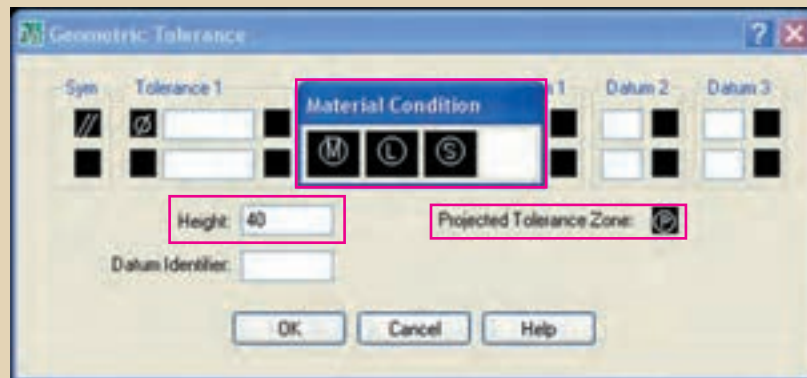 Geometric Tolerance
Sym Tolerance 1 1 Datum 2 Datum 3
Material Condition
// Ø Ⓜ Ⓛ Ⓢ
Height: 40 Projected Tolerance Zone: Ⓟ
Datum Identifier:
OK Cancel Help